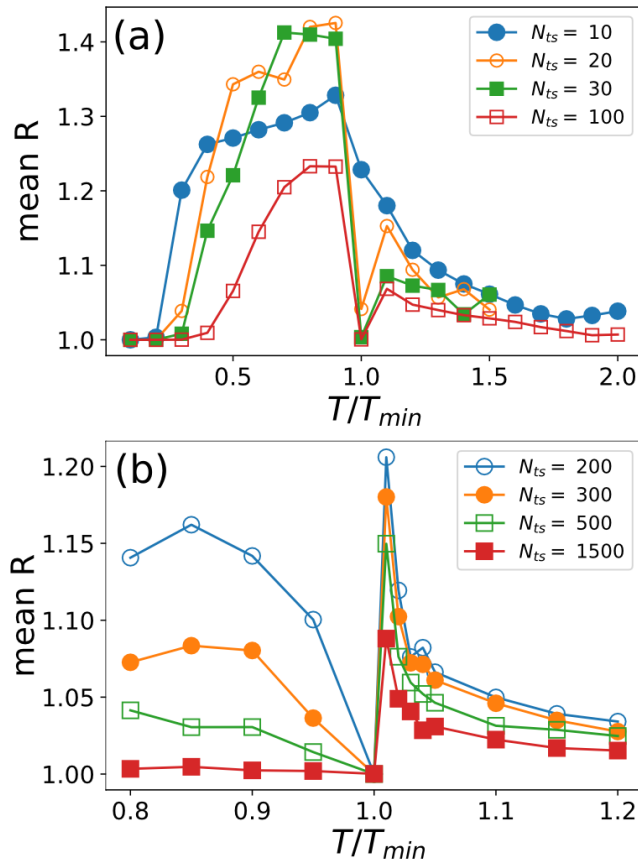 (a)
N_ts = 10
N_ts = 20
N_ts = 30
N_ts = 100
mean R
1.4
1.3
1.2
1.1
1.0
0.5 1.0 1.5 2.0
T/T_min
(b)
N_ts = 200
N_ts = 300
N_ts = 500
N_ts = 1500
mean R
1.20
1.15
1.10
1.05
1.00
0.8 0.9 1.0 1.1 1.2
T/T_min